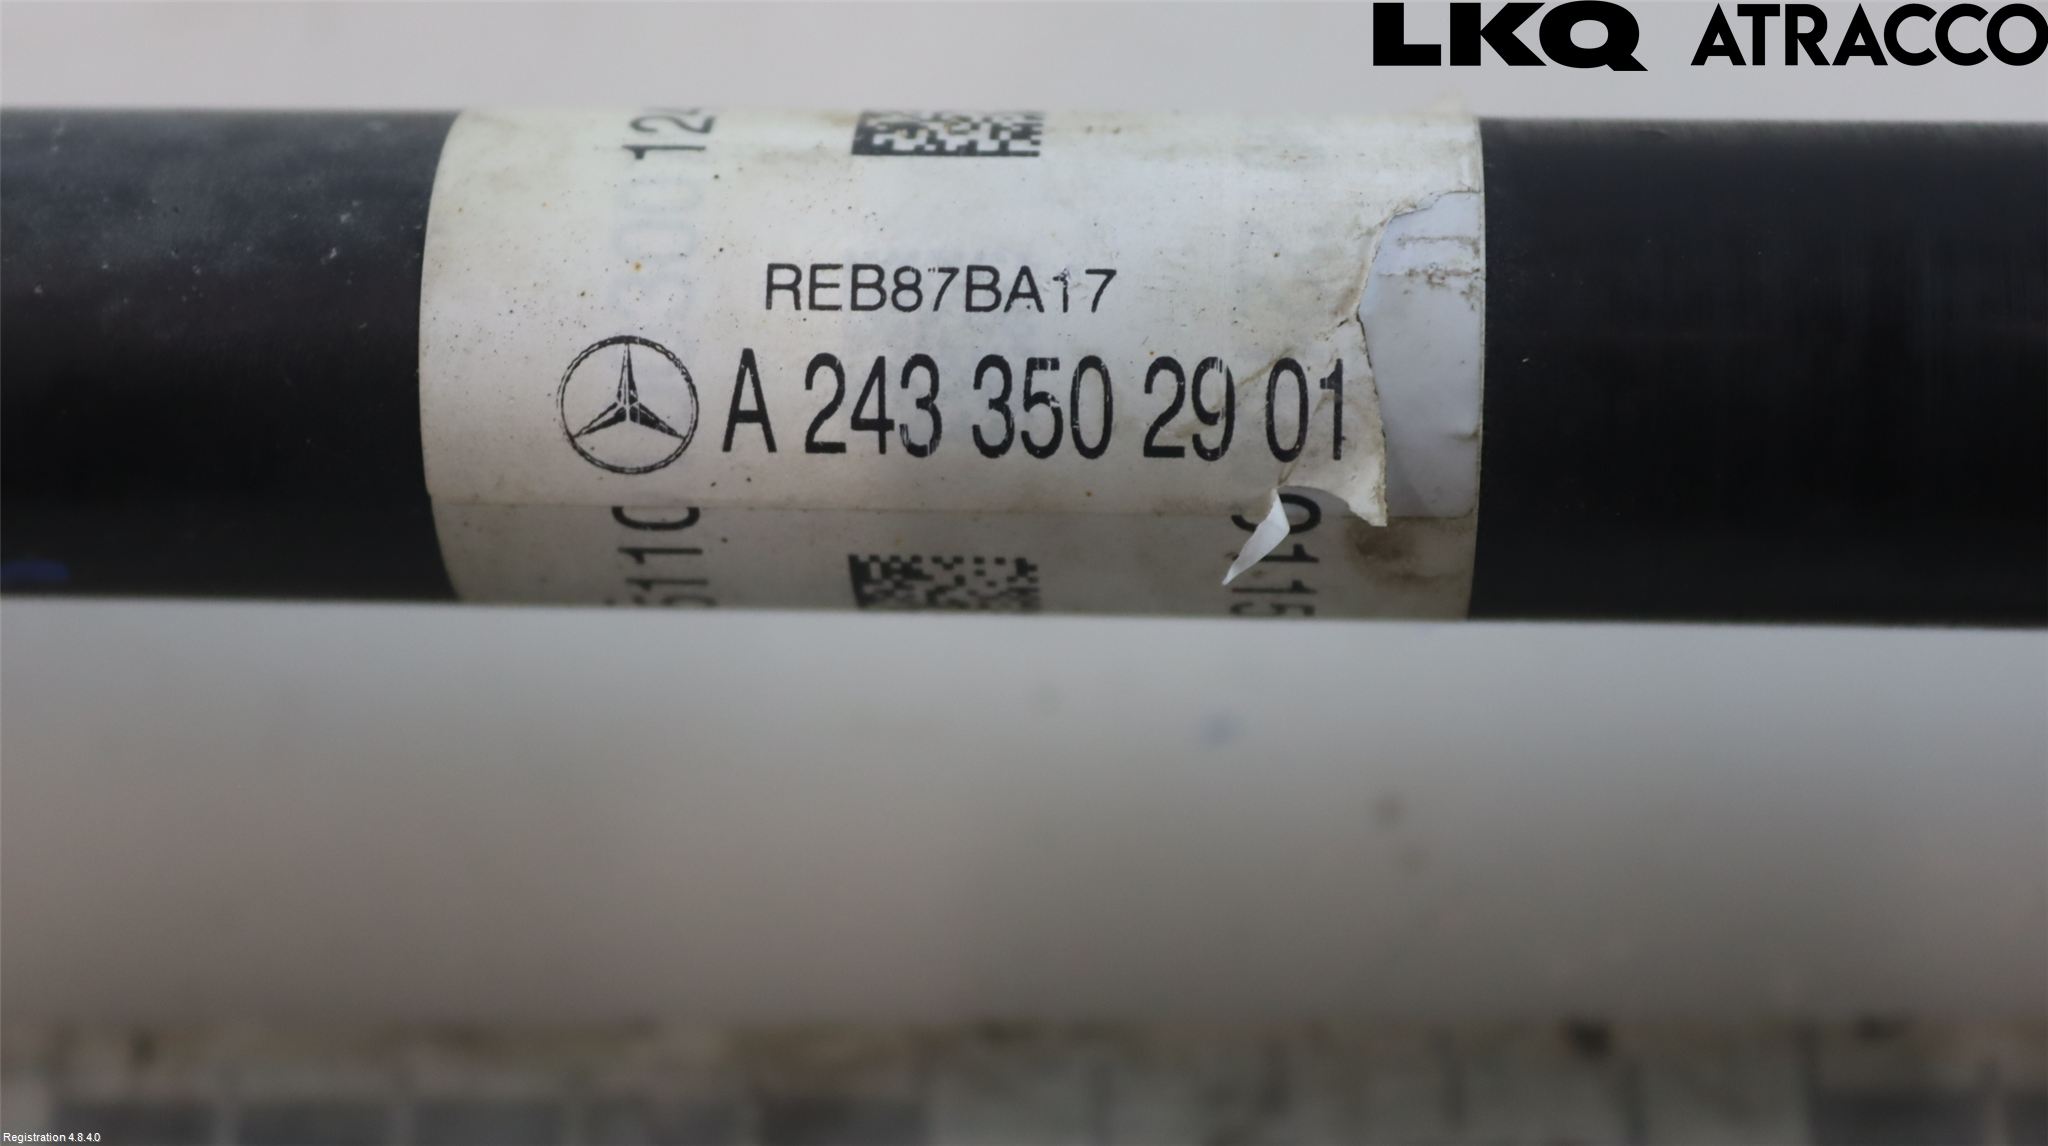 LKQ ATRACCO
REB87BA17
A 243 350 29 01
Registration 4.8.4.0